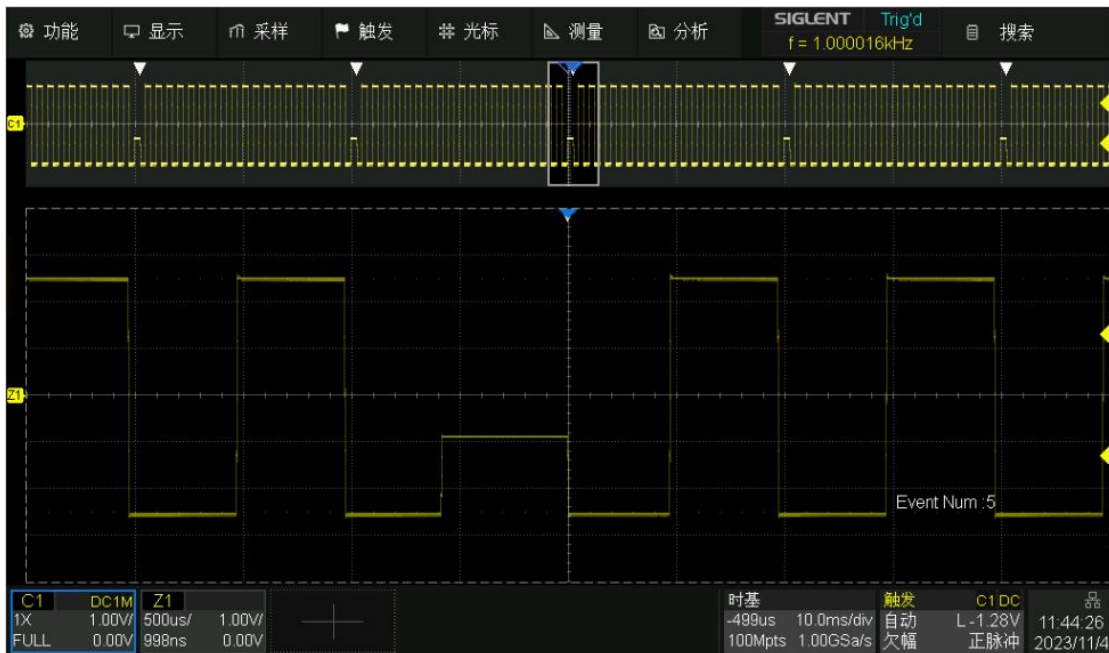 功能 显示 采样 触发 光标 测量 分析 SIGLENT Trig'd 搜索
f = 1.000016kHz
C1
Z1
Event Num :5
C1 DC1M Z1 时基 触发 C1 DC
1X 1.00V/ 500us/ 1.00V/ -499us 10.0ms/div 自动 L -1.28V 11:44:26
FULL 0.00V 998ns 0.00V 100Mpts 1.00GSa/s 欠幅 正脉冲 2023/11/4